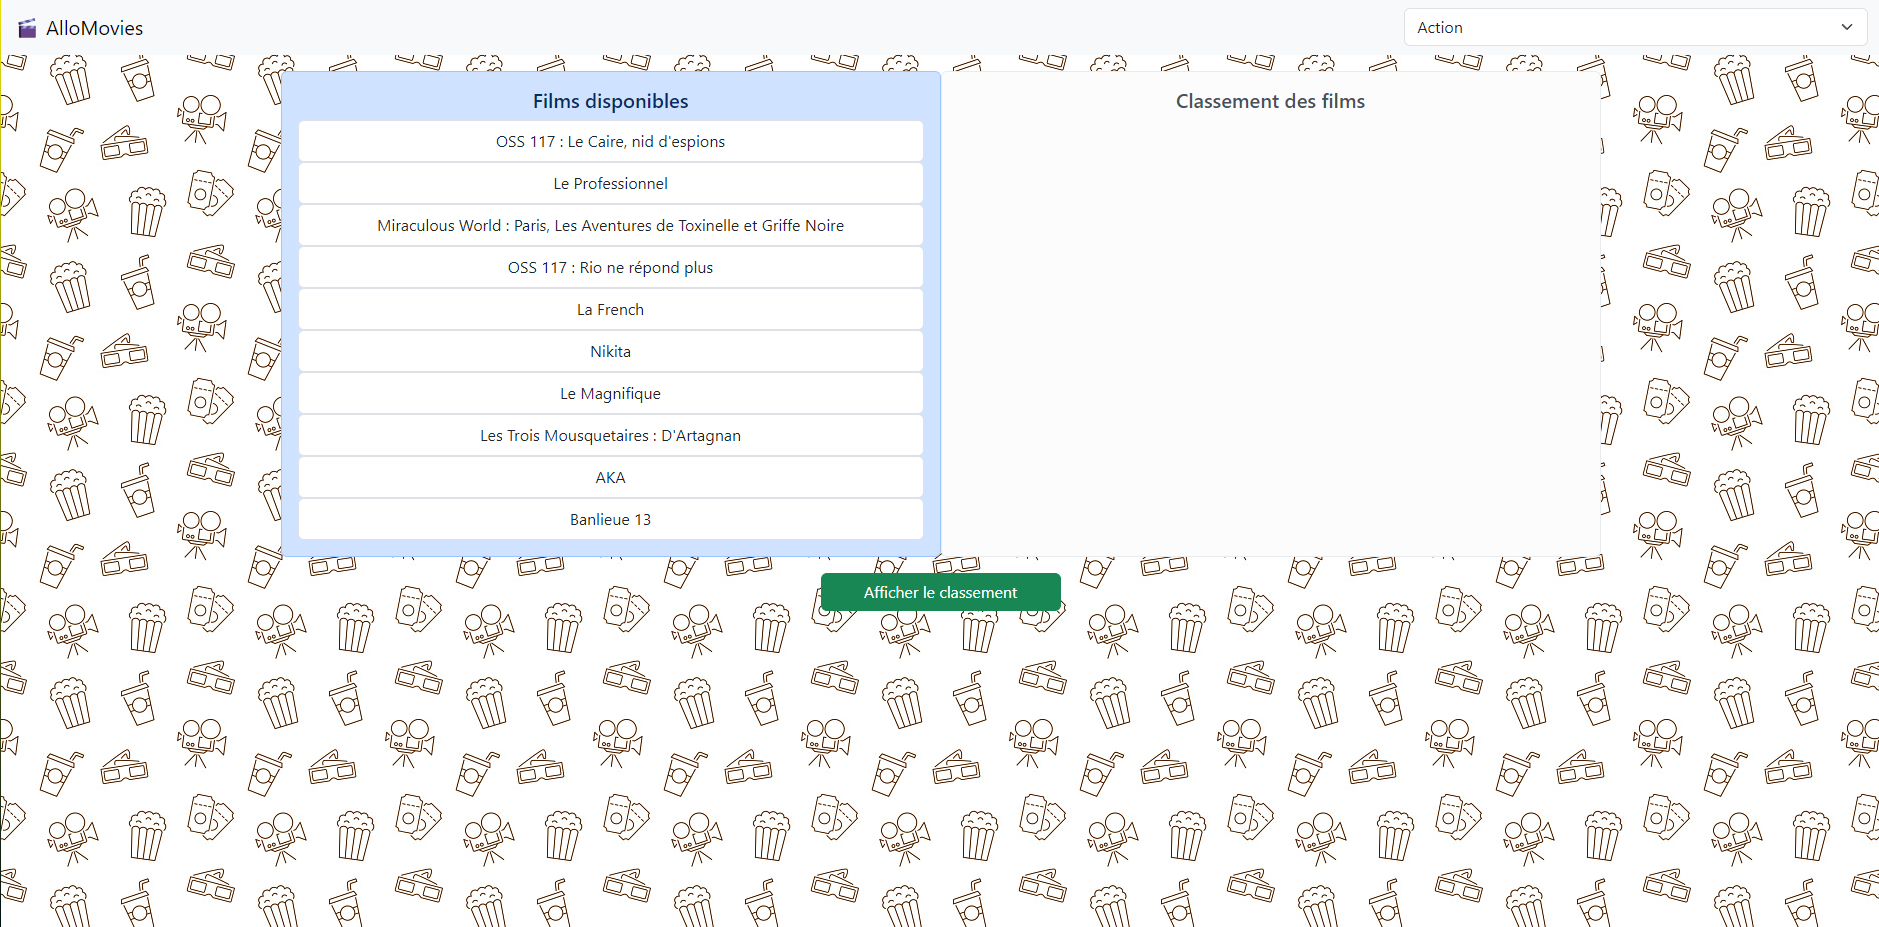 AlloMovies
Action
Films disponibles
OSS 117 : Le Caire, nid d'espions
Le Professionnel
Miraculous World : Paris, Les Aventures de Toxinelle et Griffe Noire
OSS 117 : Rio ne répond plus
La French
Nikita
Le Magnifique
Les Trois Mousquetaires : D'Artagnan
AKA
Banlieue 13
Classement des films
Afficher le classement